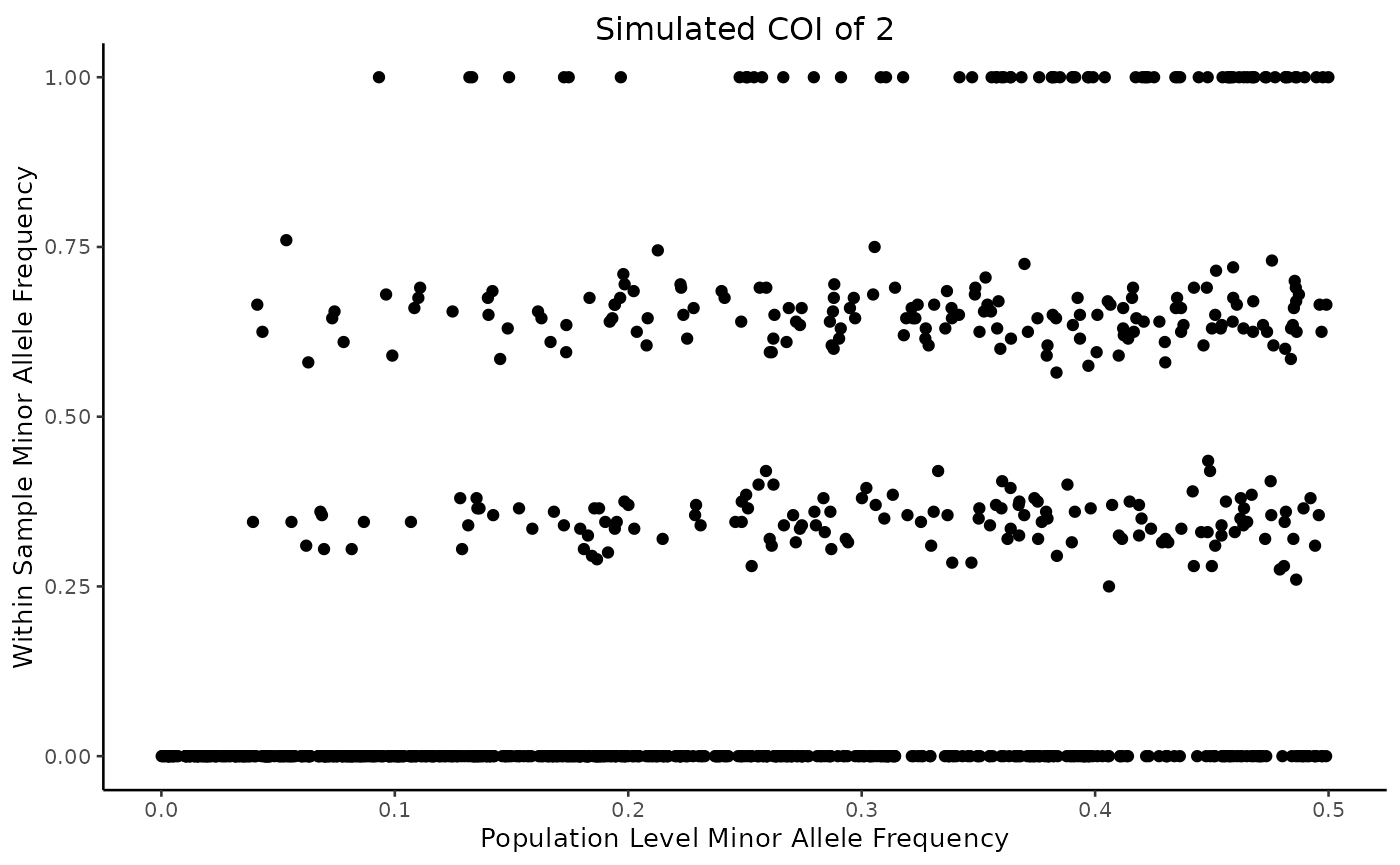 Simulated COI of 2
Within Sample Minor Allele Frequency
1.00
0.75
0.50
0.25
0.00
0.0 0.1 0.2 0.3 0.4 0.5
Population Level Minor Allele Frequency